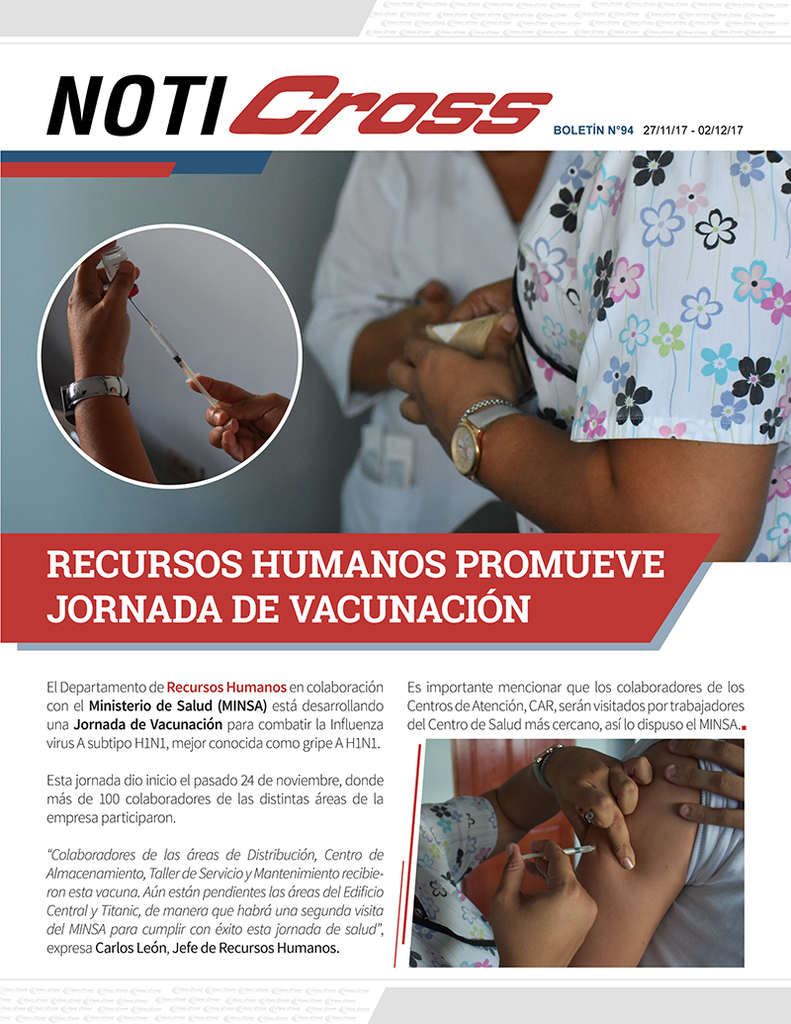 NOTI Cross
BOLETÍN N°94 27/11/17 - 02/12/17
RECURSOS HUMANOS PROMUEVE
JORNADA DE VACUNACIÓN
El Departamento de Recursos Humanos en colaboración
con el Ministerio de Salud (MINSA) está desarrollando
una Jornada de Vacunación para combatir la Influenza
virus A subtipo H1N1, mejor conocida como gripe A H1N1.
Esta jornada dio inicio el pasado 24 de noviembre, donde
más de 100 colaboradores de las distintas áreas de la
empresa participaron.
“Colaboradores de las áreas de Distribución, Centro de
Almacenamiento, Taller de Servicio y Mantenimiento recibie-
ron esta vacuna. Aún están pendientes las áreas del Edificio
Central y Titanic, de manera que habrá una segunda visita
del MINSA para cumplir con éxito esta jornada de salud”,
expresa Carlos León, Jefe de Recursos Humanos.
Es importante mencionar que los colaboradores de los
Centros de Atención, CAR, serán visitados por trabajadores
del Centro de Salud más cercano, así lo dispuso el MINSA.